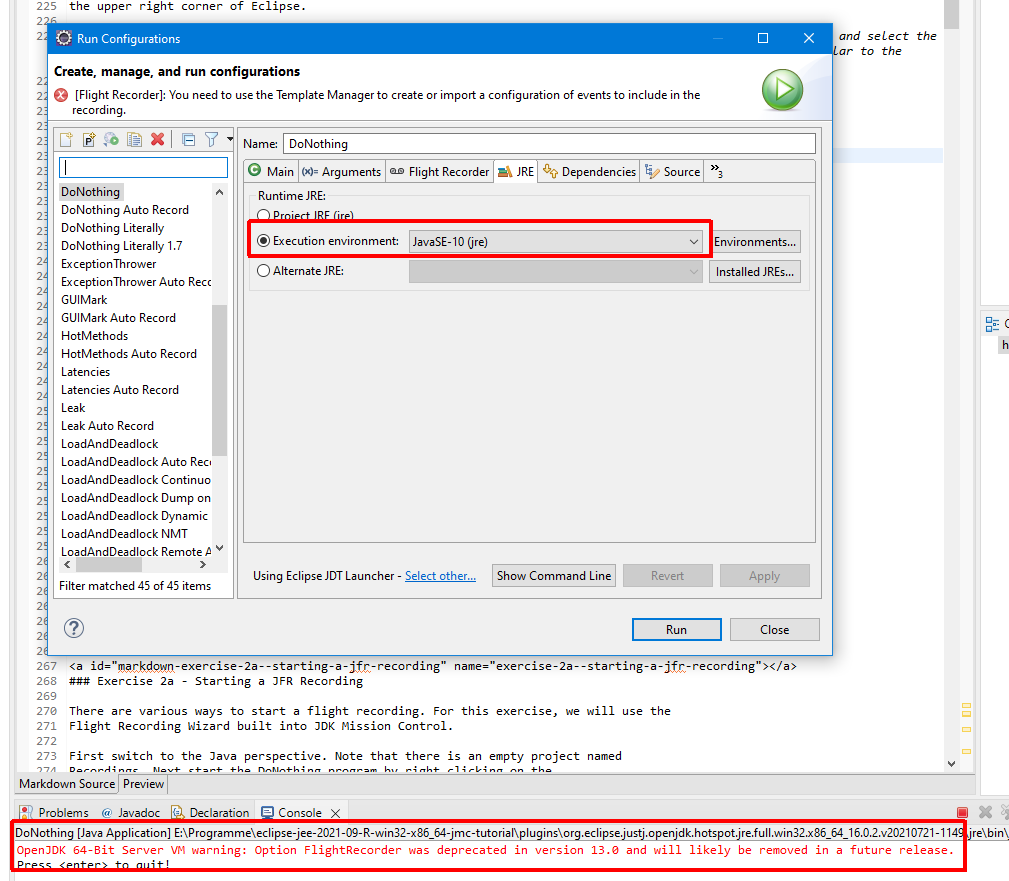 225 the upper right corner of Eclipse.
226
and select the
Run Configurations
lar to the
Create, manage, and run configurations
[Flight Recorder]: You need to use the Template Manager to create or import a configuration of events to include in the
recording.
Name: DoNothing
Main (x)= Arguments Flight Recorder JRE Dependencies Source »3
Runtime JRE:
Project JRE (jre)
Execution environment: JavaSE-10 (jre) Environments...
Alternate JRE: Installed JREs...
DoNothing
DoNothing Auto Record
DoNothing Literally
DoNothing Literally 1.7
ExceptionThrower
ExceptionThrower Auto Reco
GUIMark
GUIMark Auto Record
HotMethods
HotMethods Auto Record
Latencies
Latencies Auto Record
Leak
Leak Auto Record
LoadAndDeadlock
LoadAndDeadlock Auto Reco
LoadAndDeadlock Continuo
LoadAndDeadlock Dump on
LoadAndDeadlock Dynamic
LoadAndDeadlock NMT
LoadAndDeadlock Remote A
Filter matched 45 of 45 items
Using Eclipse JDT Launcher - Select other... Show Command Line Revert Apply
Run Close
267 <a id="markdown-exercise-2a--starting-a-jfr-recording" name="exercise-2a--starting-a-jfr-recording"></a>
268 ### Exercise 2a - Starting a JFR Recording
269
270 There are various ways to start a flight recording. For this exercise, we will use the
271 Flight Recording Wizard built into JDK Mission Control.
272
273 First switch to the Java perspective. Note that there is an empty project named
274 Recordings. Next start the DoNothing program by right clicking on the
Markdown Source Preview
Problems @ Javadoc Declaration Console
DoNothing [Java Application] E:\Programme\eclipse-jee-2021-09-R-win32-x86_64-jmc-tutorial\plugins\org.eclipse.justj.openjdk.hotspot.jre.full.win32.x86_64_16.0.2.v20210721-1149\jre\bin\
OpenJDK 64-Bit Server VM warning: Option FlightRecorder was deprecated in version 13.0 and will likely be removed in a future release.
Press <enter> to quit!